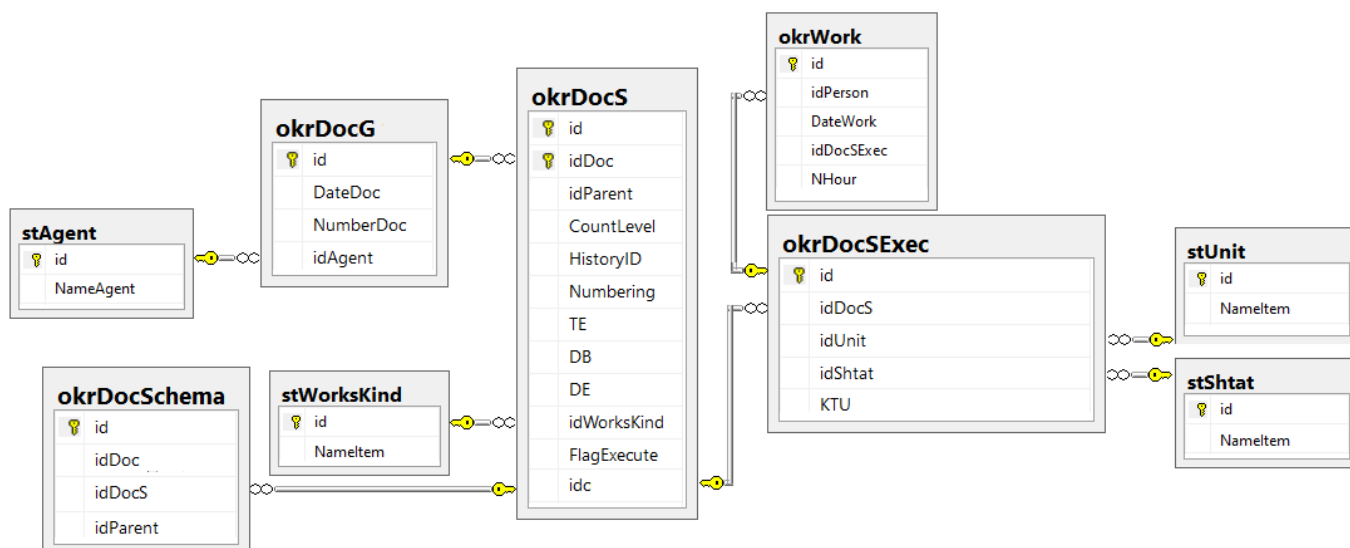 stAgent
id
NameAgent
okrDocG
id
DateDoc
NumberDoc
idAgent
okrDocSchema
id
idDoc
idDocS
idParent
stWorksKind
id
NameItem
okrDocS
id
idDoc
idParent
CountLevel
HistoryID
Numbering
TE
DB
DE
idWorksKind
FlagExecute
idc
okrWork
id
idPerson
DateWork
idDocSExec
NHour
okrDocSExec
id
idDocS
idUnit
idShtat
KTU
stUnit
id
NameItem
stShtat
id
NameItem